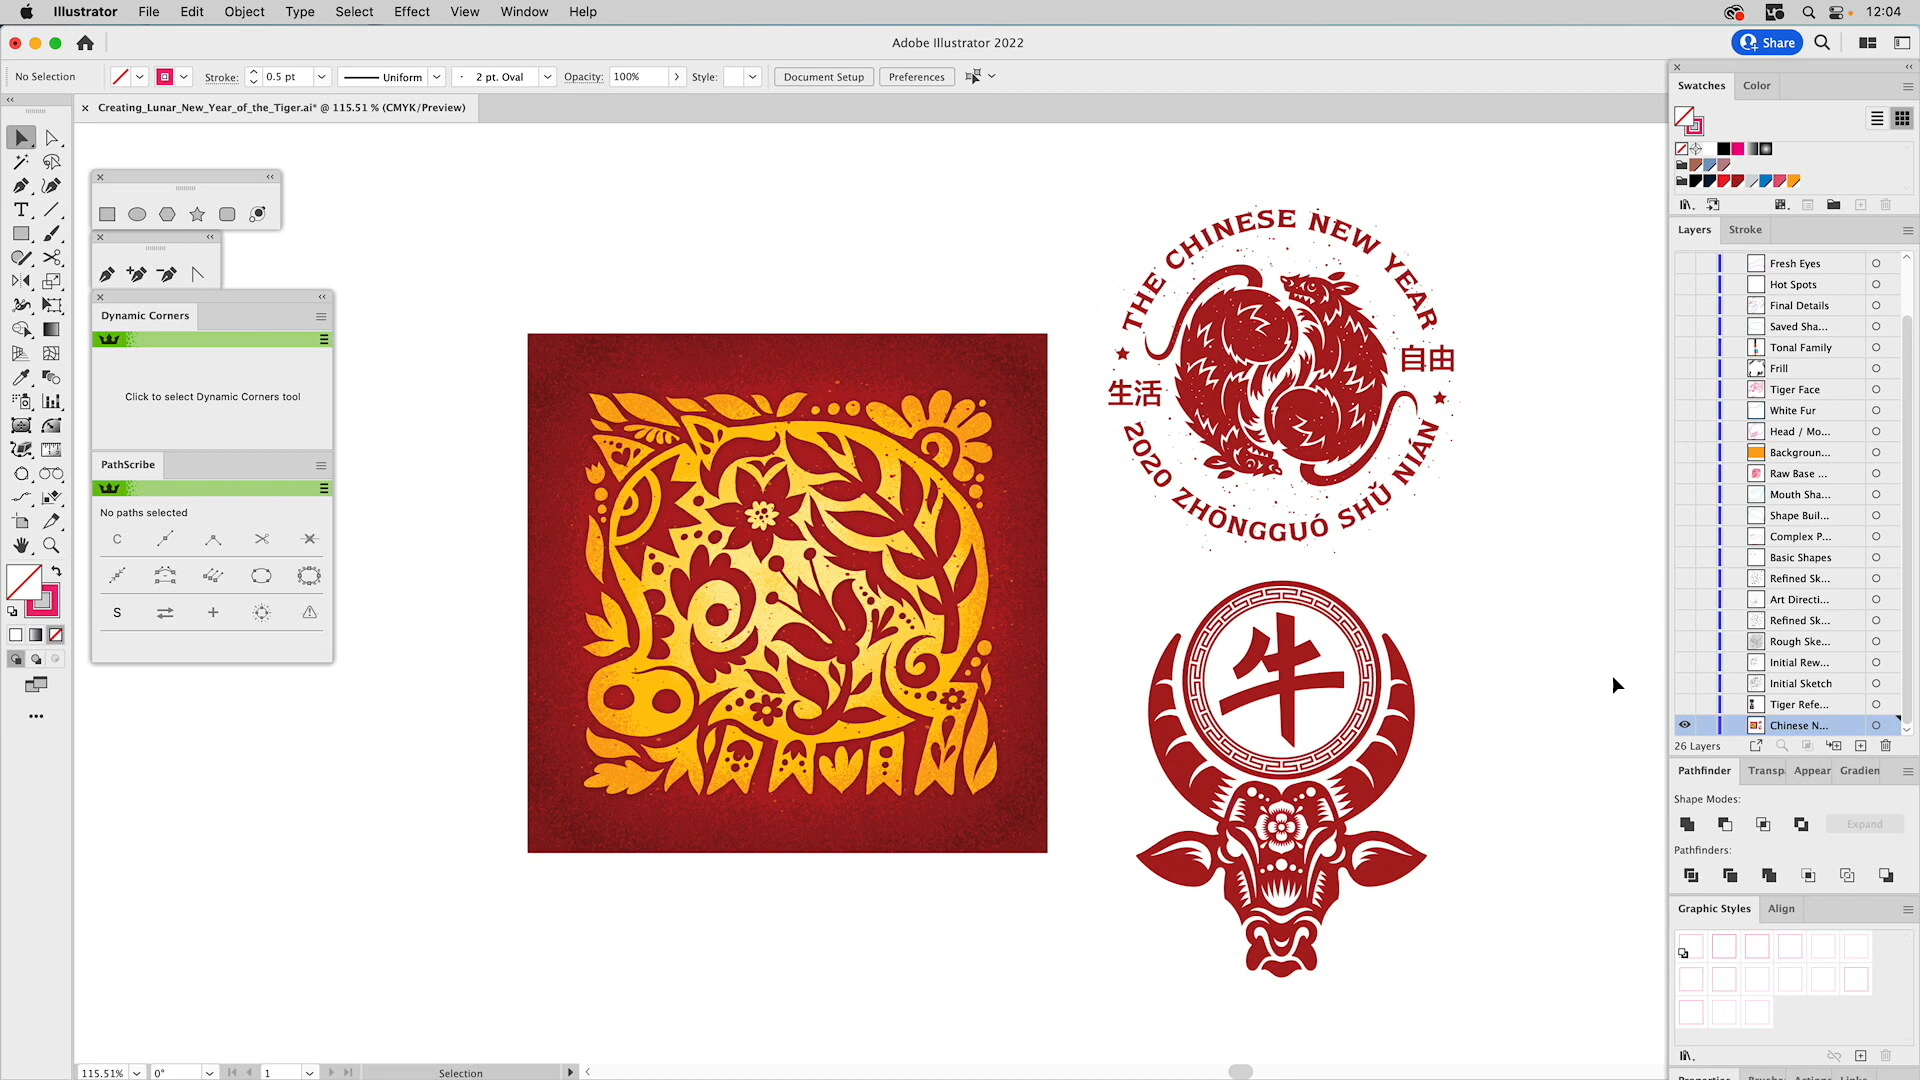 Illustrator File Edit Object Type Select Effect View Window Help
12:04
Adobe Illustrator 2022
Share
No Selection
Stroke: 0.5 pt
Uniform
2 pt. Oval
Opacity: 100%
Style:
Document Setup
Preferences
Creating_Lunar_New_Year_of_the_Tiger.ai* @ 115.51 % (CMYK/Preview)
Dynamic Corners
Click to select Dynamic Corners tool
PathScribe
No paths selected
C
S
THE CHINESE NEW YEAR
自由
生活
2020 ZHŌNGGUÓ SHǓ NIÁN
牛
Swatches
Color
Layers
Stroke
Fresh Eyes
Hot Spots
Final Details
Saved Sha...
Tonal Family
Frill
Tiger Face
White Fur
Head / Mo...
Backgroun...
Raw Base ...
Mouth Sha...
Shape Buil...
Complex P...
Basic Shapes
Refined Sk...
Art Directi...
Refined Sk...
Rough Ske...
Initial Rew...
Initial Sketch
Tiger Refe...
Chinese N...
26 Layers
Pathfinder
Transp
Appear
Gradien
Shape Modes:
Expand
Pathfinders:
Graphic Styles
Align
115.51%
0°
1
Selection